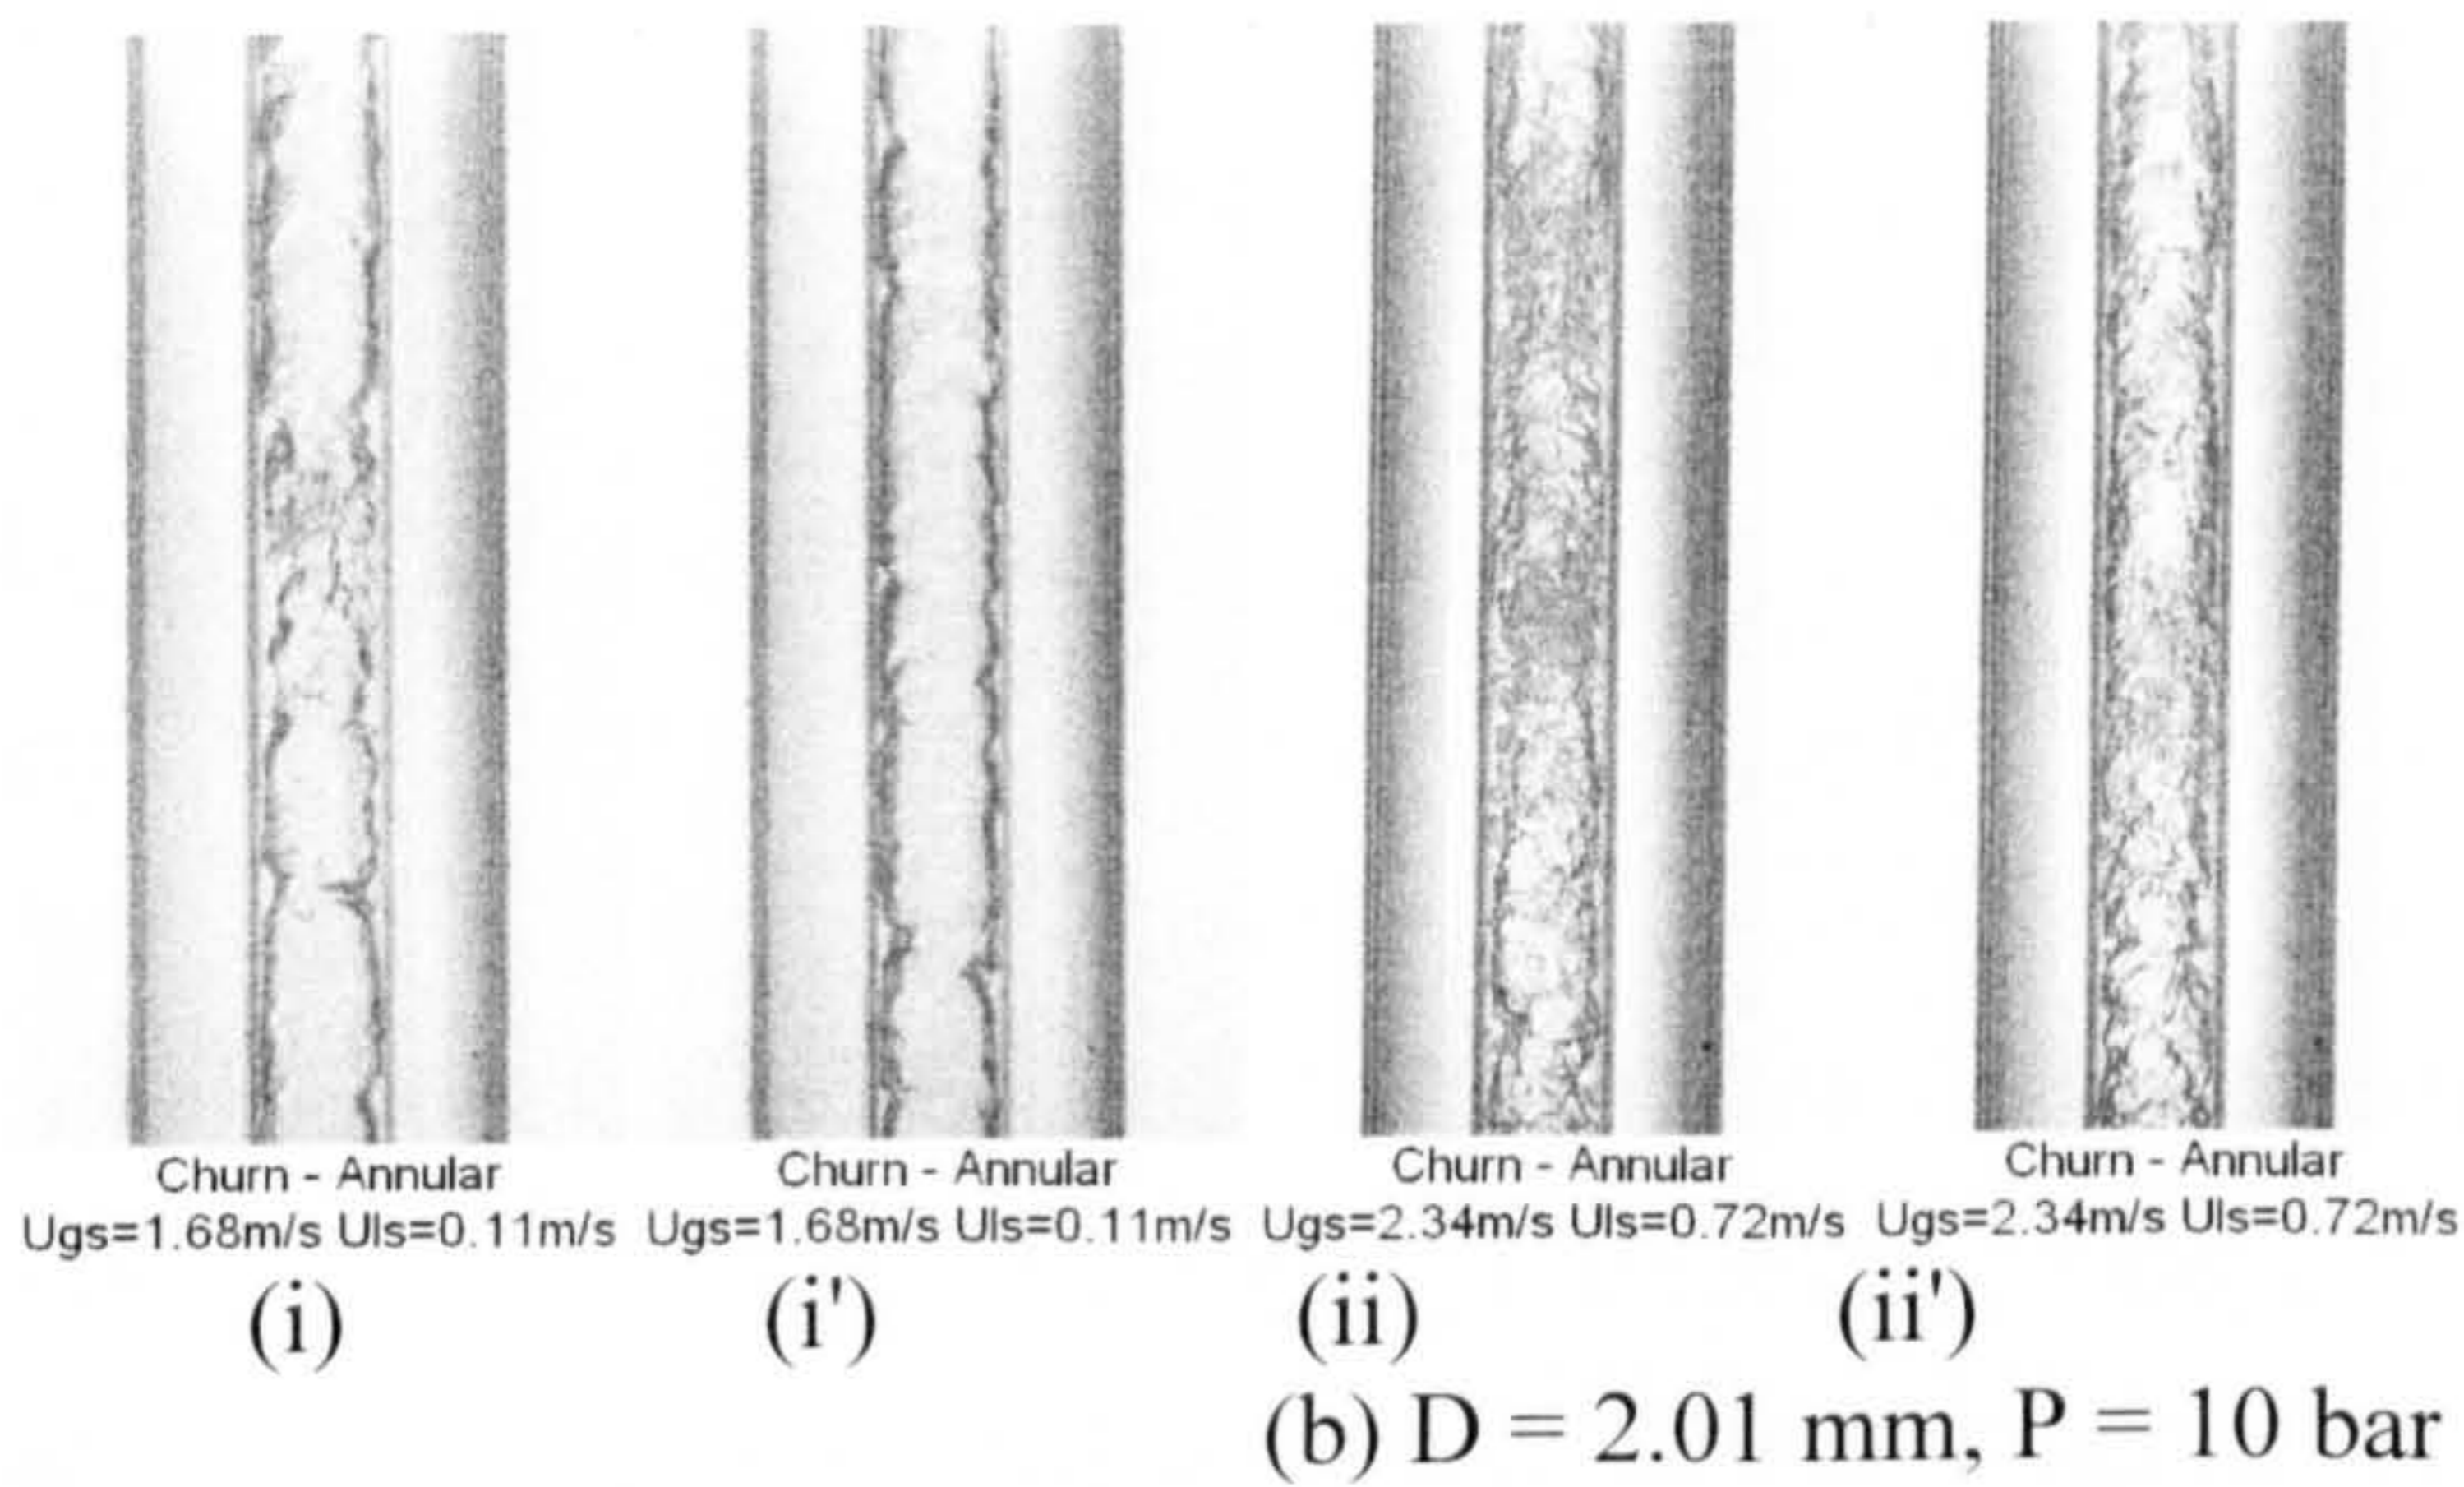 Churn - Annular Churn - Annular Churn - Annular Churn - Annular
Ugs=1.68m/s Uls=0.11m/s Ugs=1.68m/s Uls=0.11m/s Ugs=2.34m/s Uls=0.72m/s Ugs=2.34m/s Uls=0.72m/s
(i) (i') (ii) (ii')
(b) D = 2.01 mm, P = 10 bar